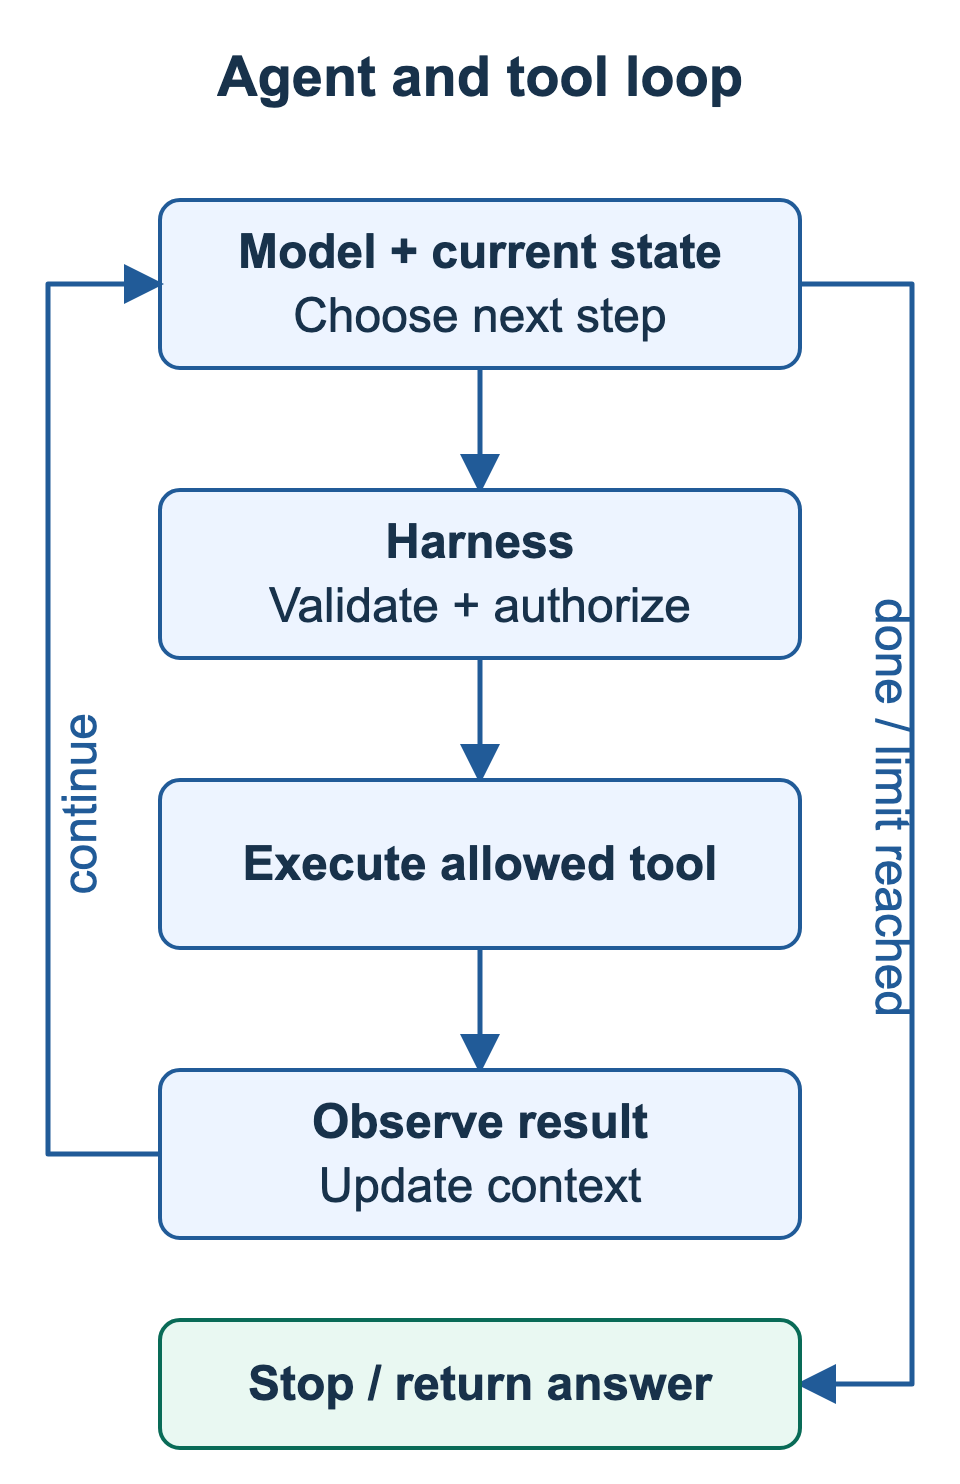 Agent and tool loop
Model + current state
Choose next step
Harness
Validate + authorize
continue
done / limit reached
Execute allowed tool
Observe result
Update context
Stop / return answer